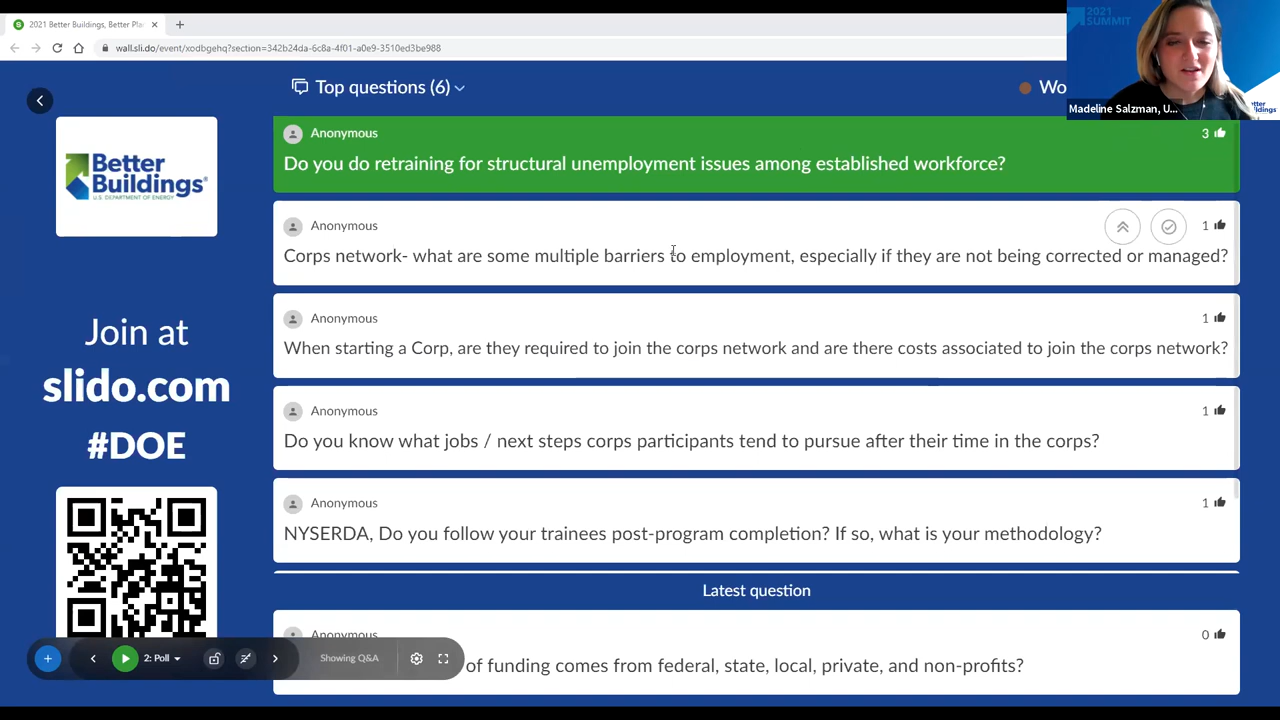 2021 Better Buildings, Better Pla
wall.sli.do/event/xodbgehq?section=342b24da-6c8a-4f01-a0e9-3510ed3be988
2021
SUMMIT
Madeline Salzman, U...
Top questions (6)
Wo
Better
Buildings®
U.S. DEPARTMENT OF ENERGY
Join at
slido.com
#DOE
Anonymous
3
Do you do retraining for structural unemployment issues among established workforce?
Anonymous
1
Corps network- what are some multiple barriers to employment, especially if they are not being corrected or managed?
Anonymous
1
When starting a Corp, are they required to join the corps network and are there costs associated to join the corps network?
Anonymous
1
Do you know what jobs / next steps corps participants tend to pursue after their time in the corps?
Anonymous
1
NYSERDA, Do you follow your trainees post-program completion? If so, what is your methodology?
Latest question
Anonymous
0
of funding comes from federal, state, local, private, and non-profits?
2: Poll
Showing Q&A